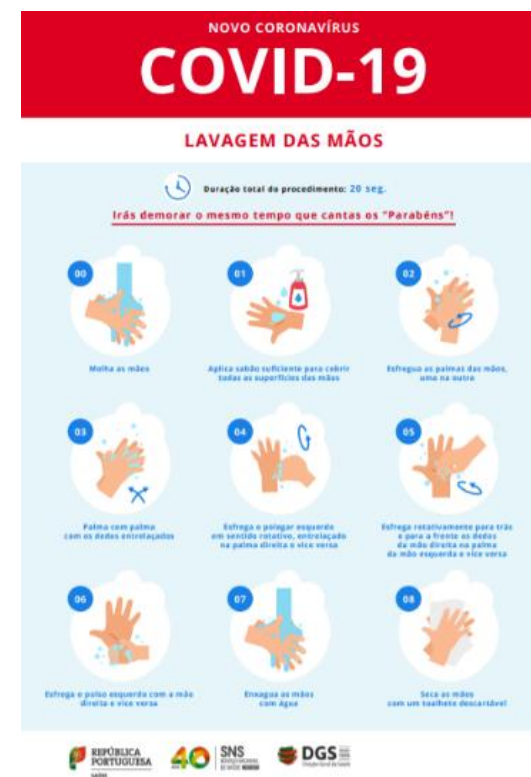 NOVO CORONAVÍRUS
COVID-19
LAVAGEM DAS MÃOS
Duração total do procedimento: 20 seg.
Irás demorar o mesmo tempo que cantas os "Parabéns"!
00
Molha as mãos
01
Aplica sabão suficiente para cobrir
todas as superfícies das mãos
02
Esfregua as palmas das mãos,
uma na outra
03
Palma com palma
com os dedos entrelaçados
04
Esfrega o polegar esquerdo
em sentido rotativo, entrelaçado
na palma direita e vice versa
05
Esfrega rotativamente para trás
e para a frente os dedos
da mão direita na palma
da mão esquerda e vice versa
06
Esfrega o pulso esquerdo com a mão
direita e vice versa
07
Enxagua as mãos
com água
08
Seca as mãos
com um toalhete descartável
REPÚBLICA
PORTUGUESA
SAÚDE
40
SNS
DGS